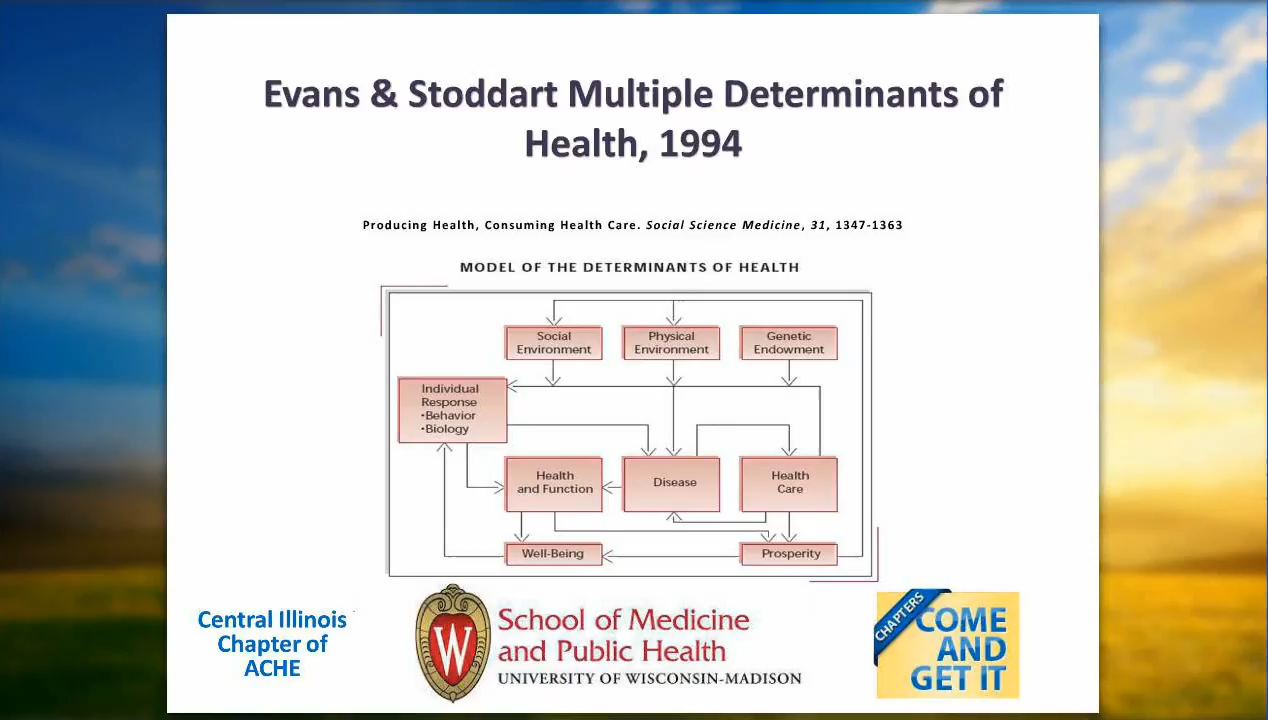 Evans & Stoddart Multiple Determinants of
Health, 1994
Producing Health, Consuming Health Care. Social Science Medicine, 31, 1347-1363
MODEL OF THE DETERMINANTS OF HEALTH
Social
Environment
Physical
Environment
Genetic
Endowment
Individual
Response
•Behavior
•Biology
Health
and Function
Disease
Health
Care
Well-Being
Prosperity
Central Illinois
Chapter of
ACHE
W
School of Medicine
and Public Health
UNIVERSITY OF WISCONSIN-MADISON
CHAPTERS
COME
AND
GET IT